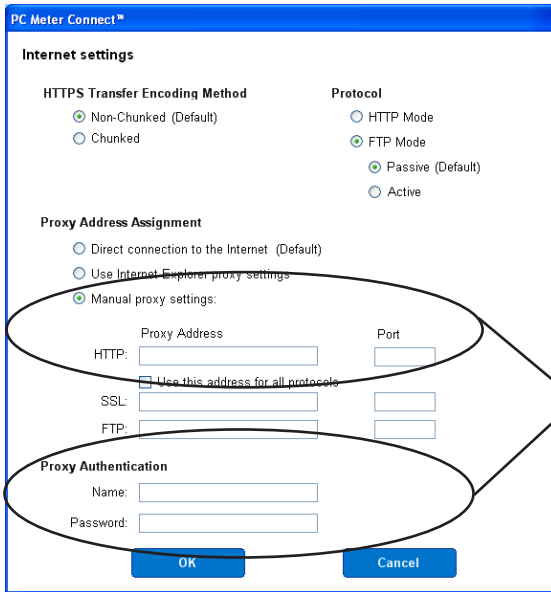 PC Meter Connect™
Internet settings
HTTPS Transfer Encoding Method
Non-Chunked (Default)
Chunked
Protocol
HTTP Mode
FTP Mode
Passive (Default)
Active
Proxy Address Assignment
Direct connection to the Internet (Default)
Use Internet Explorer proxy settings
Manual proxy settings:
Proxy Address Port
HTTP:
Use this address for all protocols
SSL:
FTP:
Proxy Authentication
Name:
Password:
OK Cancel